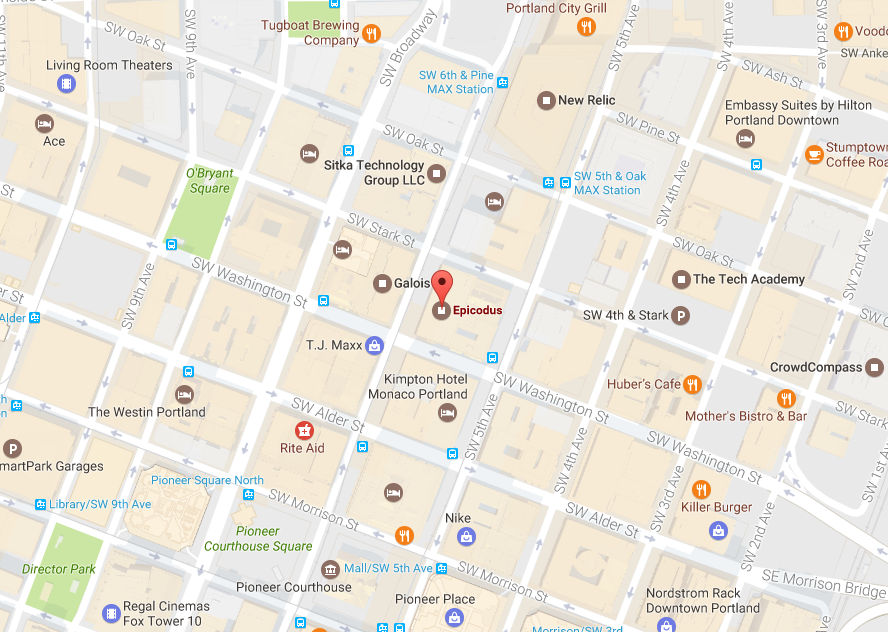 SW Oak St
SW 9th Ave
Tugboat Brewing
Company
SW Broadway
Portland City Grill
SW 5th Ave
SW 4th Ave
SW 3rd Ave
SW 11th Ave
Living Room Theaters
SW 6th & Pine
MAX Station
SW Ash St
New Relic
Embassy Suites by Hilton
Portland Downtown
SW Pine St
Ace
SW Oak St
Sitka Technology
Group LLC
Stumptown
Coffee Roa
O'Bryant
Square
SW 5th & Oak
MAX Station
SW 4th Ave
SW Stark St
SW Oak St
SW 2nd Ave
SW Washington St
SW 9th Ave
Galois
The Tech Academy
Epicodus
SW 4th & Stark
P
Alder
T.J. Maxx
CrowdCompass
Kimpton Hotel
Monaco Portland
SW Washington St
Huber's Cafe
The Westin Portland
SW Alder St
SW 5th Ave
Mother's Bistro & Bar
SW Stark
Rite Aid
SW Washington St
P
martPark Garages
SW 4th Ave
SW 3rd Ave
SW 1st Av
Pioneer Square North
Library/SW 9th Ave
SW Morrison St
Killer Burger
Nike
SW Alder St
SW 2nd Ave
Pioneer
Courthouse Square
Director Park
Mall/SW 5th Ave
Pioneer Courthouse
SW Morrison St
SE Morrison Bridge
Regal Cinemas
Fox Tower 10
Pioneer Place
Nordstrom Rack
Downtown Portland
Morrison/SW 3rd